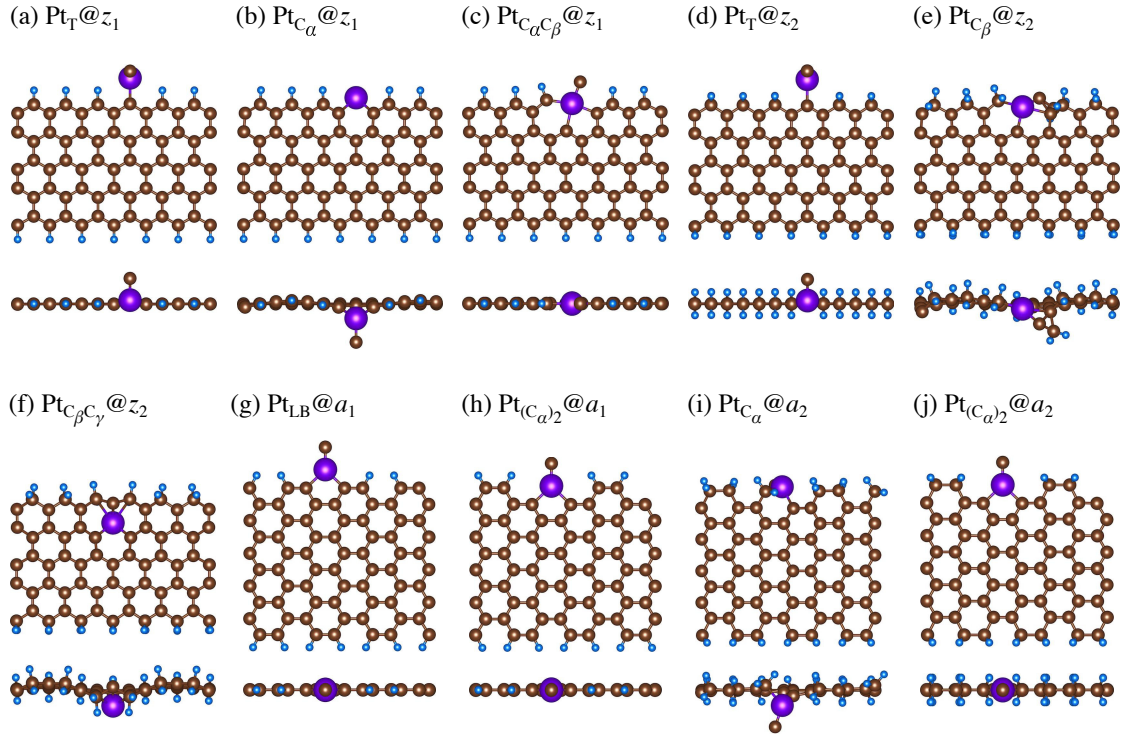 (a) Pt_T@z_1
(b) Pt_{C_α}@z_1
(c) Pt_{C_αC_β}@z_1
(d) Pt_T@z_2
(e) Pt_{C_β}@z_2
(f) Pt_{C_βC_γ}@z_2
(g) Pt_{LB}@a_1
(h) Pt_{(C_α)_2}@a_1
(i) Pt_{C_α}@a_2
(j) Pt_{(C_α)_2}@a_2